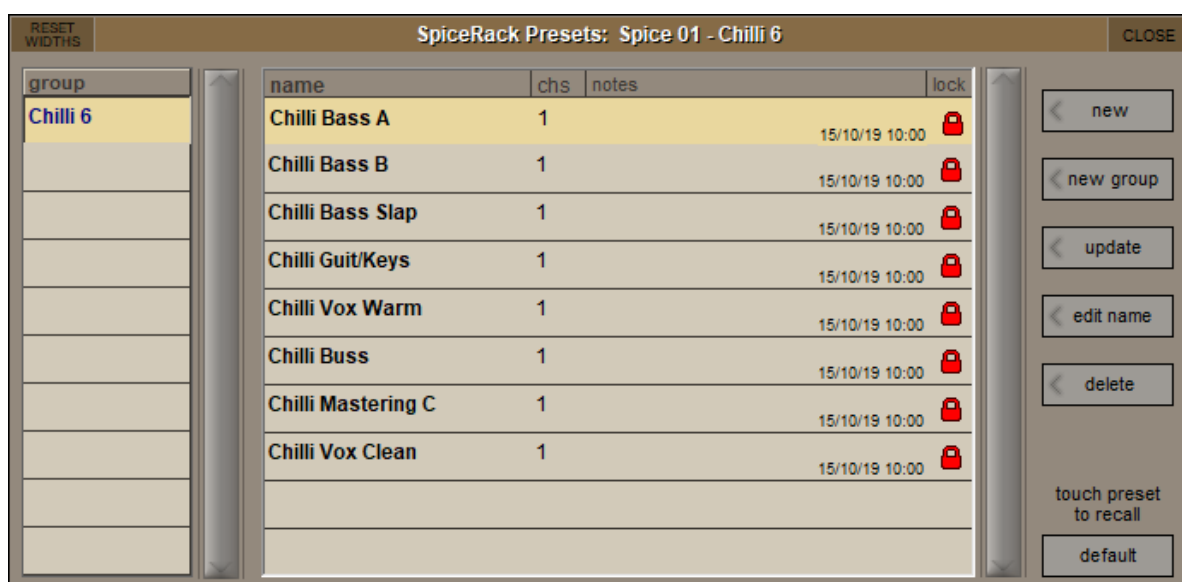 RESET
WIDTHS
SpiceRack Presets: Spice 01 - Chilli 6
CLOSE
group
Chilli 6
name chs notes lock
Chilli Bass A 1 15/10/19 10:00
Chilli Bass B 1 15/10/19 10:00
Chilli Bass Slap 1 15/10/19 10:00
Chilli Guit/Keys 1 15/10/19 10:00
Chilli Vox Warm 1 15/10/19 10:00
Chilli Buss 1 15/10/19 10:00
Chilli Mastering C 1 15/10/19 10:00
Chilli Vox Clean 1 15/10/19 10:00
new
new group
update
edit name
delete
touch preset
to recall
default